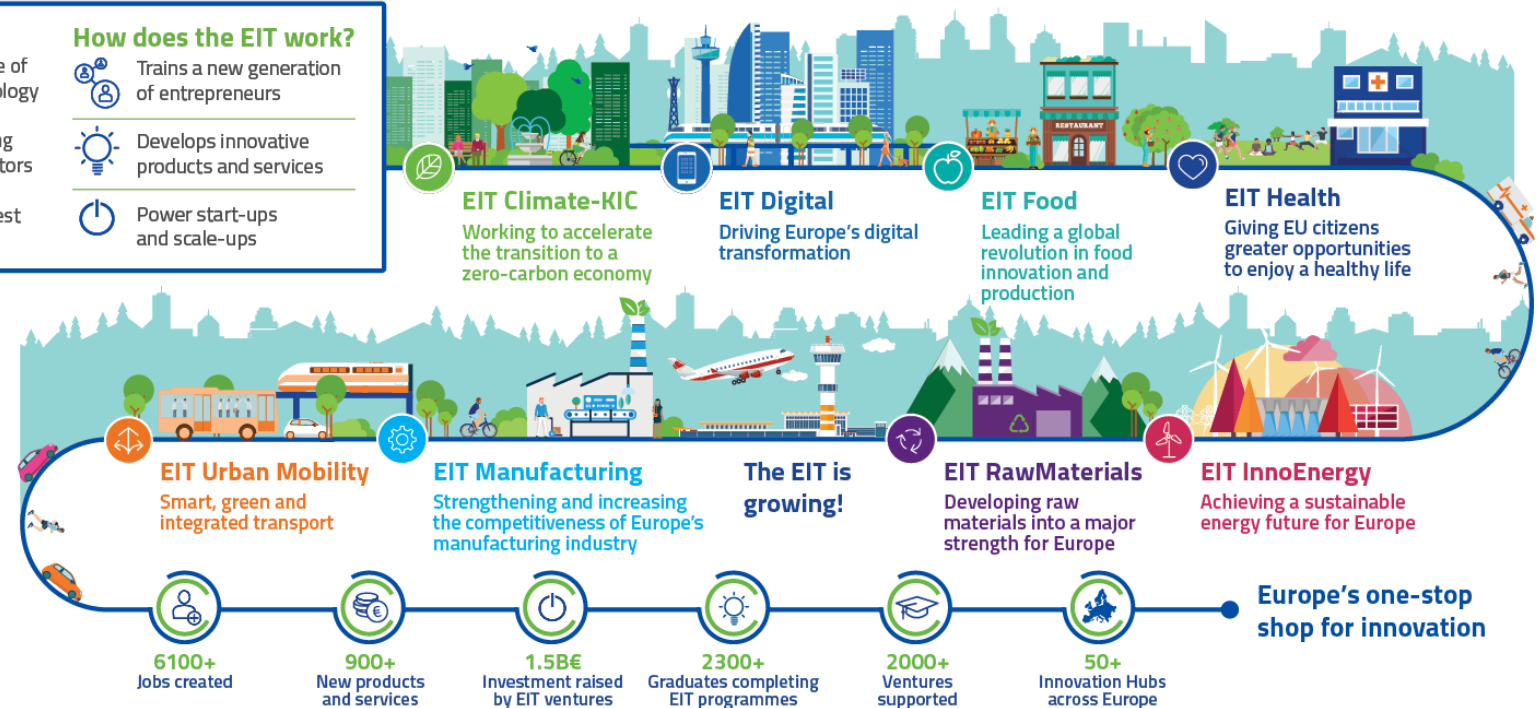 e of
ology
ng
tors
est
How does the EIT work?
Trains a new generation
of entrepreneurs
Develops innovative
products and services
Power start-ups
and scale-ups
RESTAURANT
EIT Climate-KIC
Working to accelerate
the transition to a
zero-carbon economy
EIT Digital
Driving Europe's digital
transformation
EIT Food
Leading a global
revolution in food
innovation and
production
EIT Health
Giving EU citizens
greater opportunities
to enjoy a healthy life
EIT Urban Mobility
Smart, green and
integrated transport
EIT Manufacturing
Strengthening and increasing
the competitiveness of Europe's
manufacturing industry
The EIT is
growing!
EIT RawMaterials
Developing raw
materials into a major
strength for Europe
EIT InnoEnergy
Achieving a sustainable
energy future for Europe
6100+
Jobs created
900+
New products
and services
1.5B€
Investment raised
by EIT ventures
2300+
Graduates completing
EIT programmes
2000+
Ventures
supported
50+
Innovation Hubs
across Europe
Europe's one-stop
shop for innovation